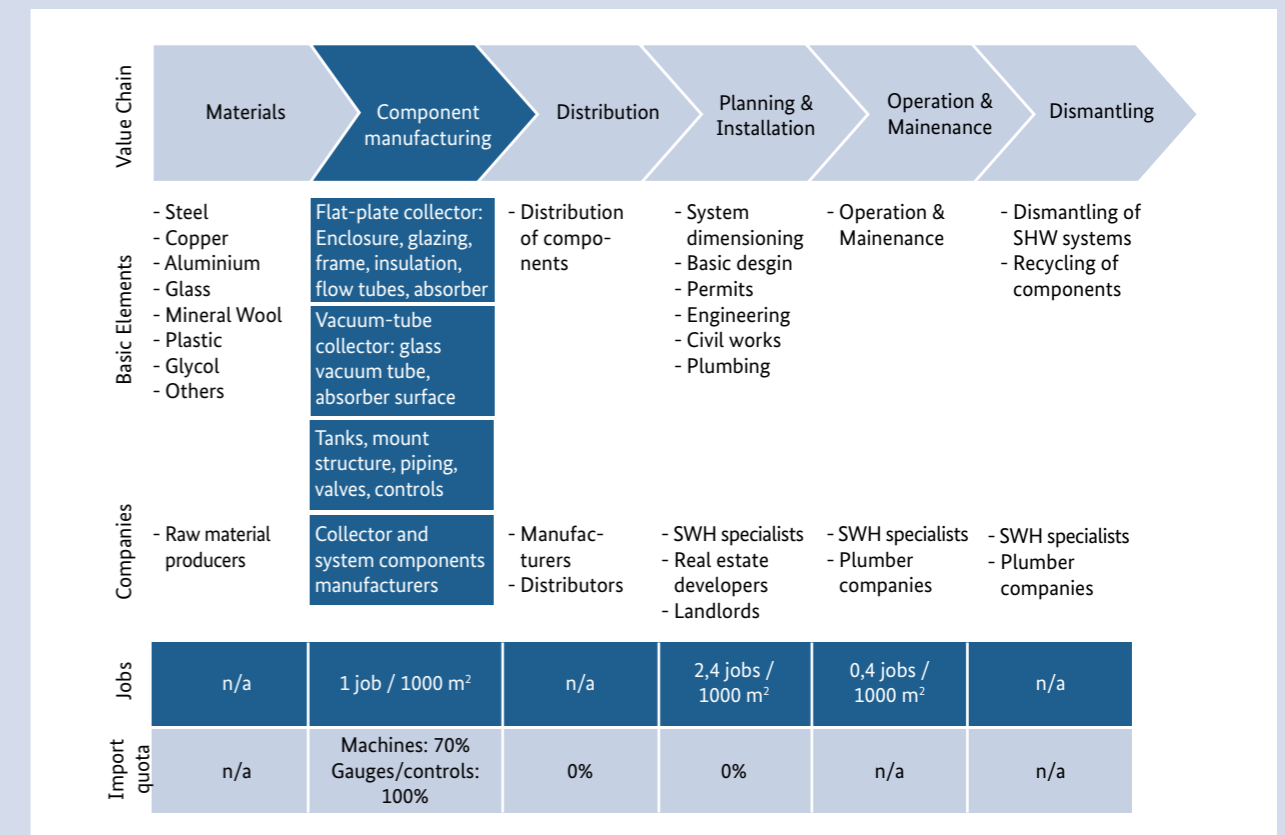 Value Chain
Materials
Component
manufacturing
Distribution
Planning &
Installation
Operation &
Mainenance
Dismantling
Basic Elements
- Steel
- Copper
- Aluminium
- Glass
- Mineral Wool
- Plastic
- Glycol
- Others
Flat-plate collector:
Enclosure, glazing,
frame, insulation,
flow tubes, absorber
Vacuum-tube
collector: glass
vacuum tube,
absorber surface
Tanks, mount
structure, piping,
valves, controls
- Distribution
of compo-
nents
- System
dimensioning
- Basic desgin
- Permits
- Engineering
- Civil works
- Plumbing
- Operation &
Mainenance
- Dismantling of
SHW systems
- Recycling of
components
Companies
- Raw material
producers
Collector and
system components
manufacturers
- Manufac-
turers
- Distributors
- SWH specialists
- Real estate
developers
- Landlords
- SWH specialists
- Plumber
companies
- SWH specialists
- Plumber
companies
Jobs
n/a
1 job / 1000 m²
n/a
2,4 jobs /
1000 m²
0,4 jobs /
1000 m²
n/a
Import
quota
n/a
Machines: 70%
Gauges/controls:
100%
0%
0%
n/a
n/a